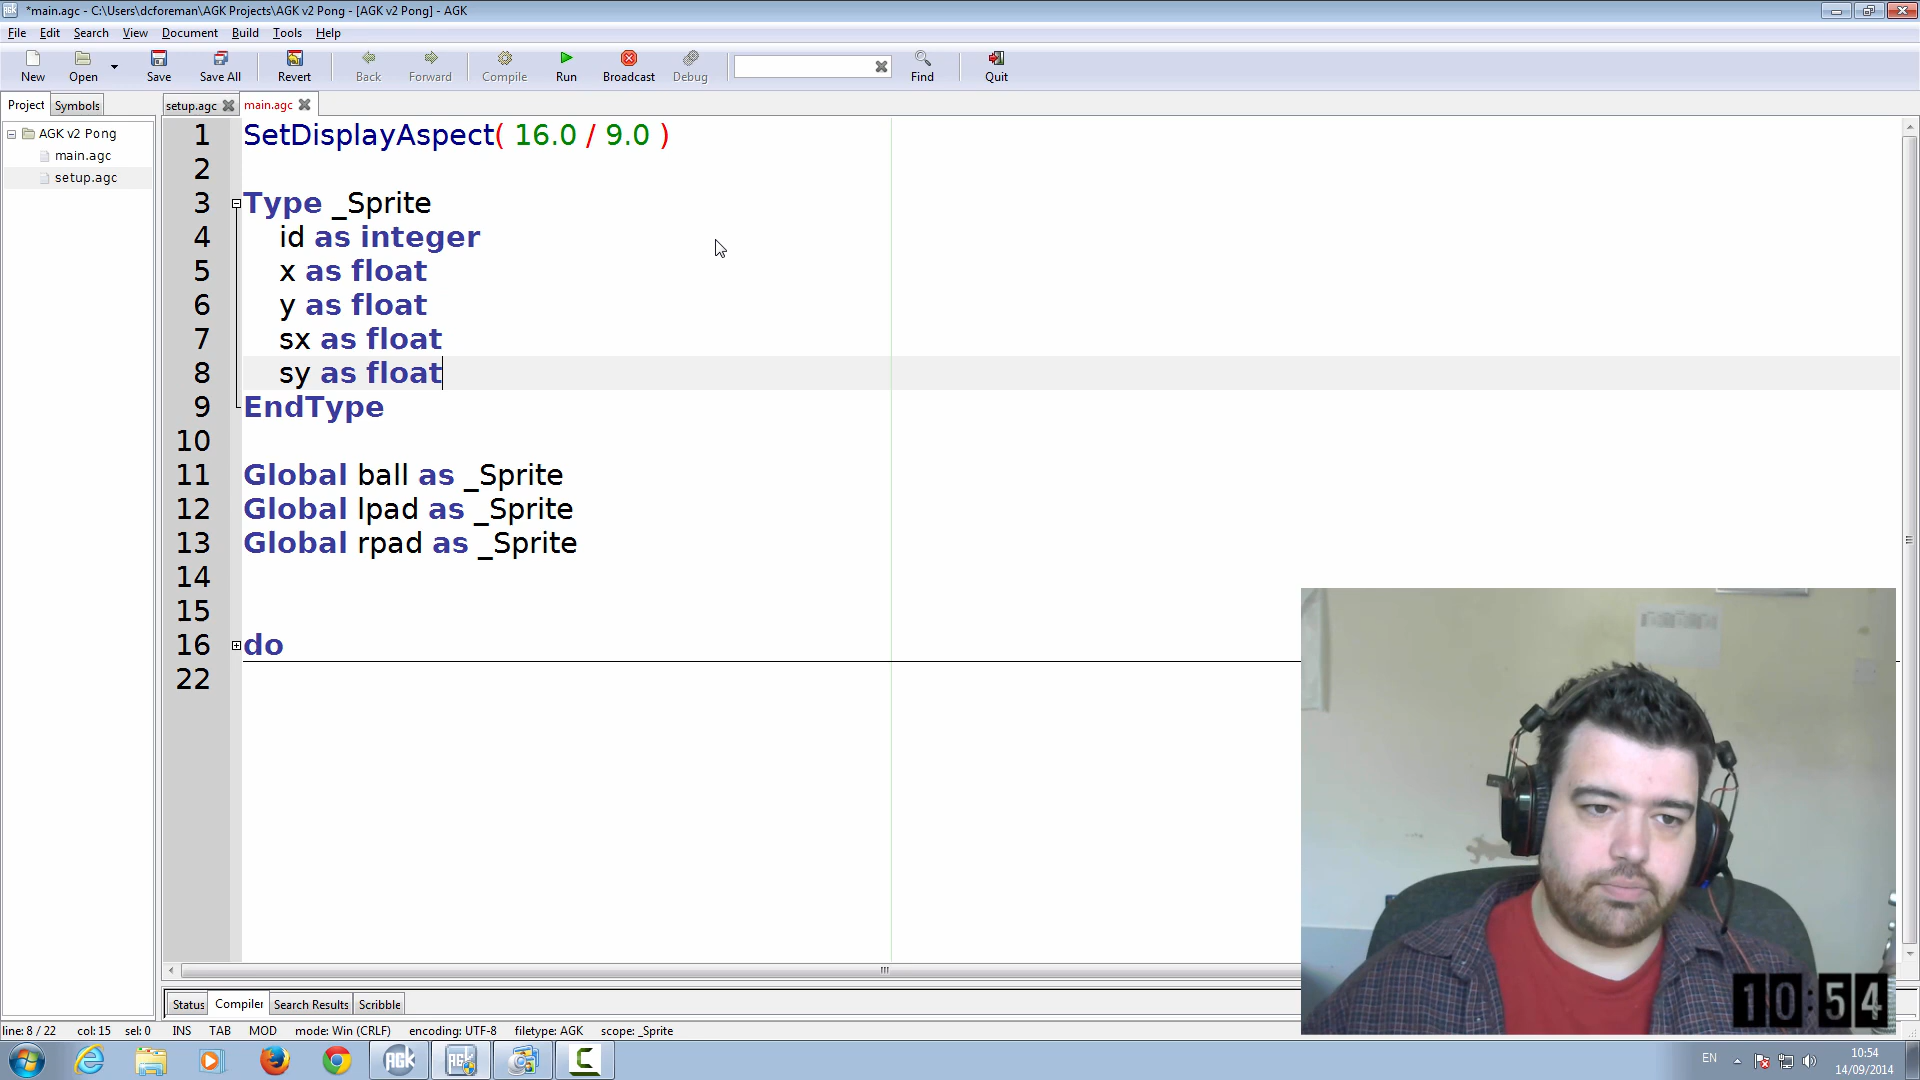 *main.agc - C:\Users\dcforeman\AGK Projects\AGK v2 Pong - [AGK v2 Pong] - AGK
File Edit Search View Document Build Tools Help
New Open Save Save All Revert Back Forward Compile Run Broadcast Debug Find Quit
Project Symbols setup.agc main.agc
AGK v2 Pong
main.agc
setup.agc
1 SetDisplayAspect( 16.0 / 9.0 )
2
3 Type _Sprite
4 id as integer
5 x as float
6 y as float
7 sx as float
8 sy as float
9 EndType
10
11 Global ball as _Sprite
12 Global lpad as _Sprite
13 Global rpad as _Sprite
14
15
16 do
22
Status Compiler Search Results Scribble
10:54
line: 8 / 22 col: 15 sel: 0 INS TAB MOD mode: Win (CRLF) encoding: UTF-8 filetype: AGK scope: _Sprite
AGK
EN
10:54
14/09/2014